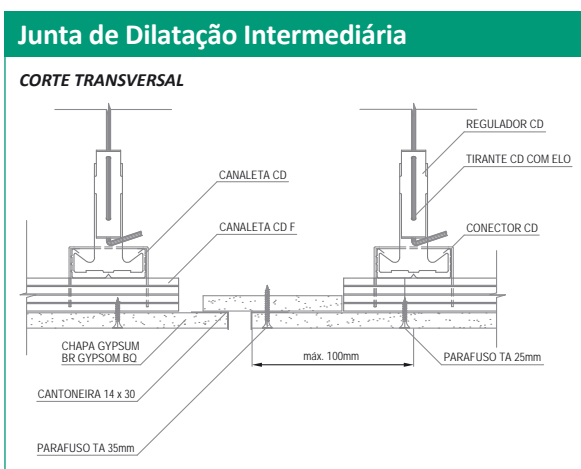 Junta de Dilatação Intermediária
CORTE TRANSVERSAL
REGULADOR CD
TIRANTE CD COM ELO
CANALETA CD
CANALETA CD F
CONECTOR CD
CHAPA GYPSUM
BR GYPSOM BQ
máx. 100mm
PARAFUSO TA 25mm
CANTONEIRA 14 x 30
PARAFUSO TA 35mm